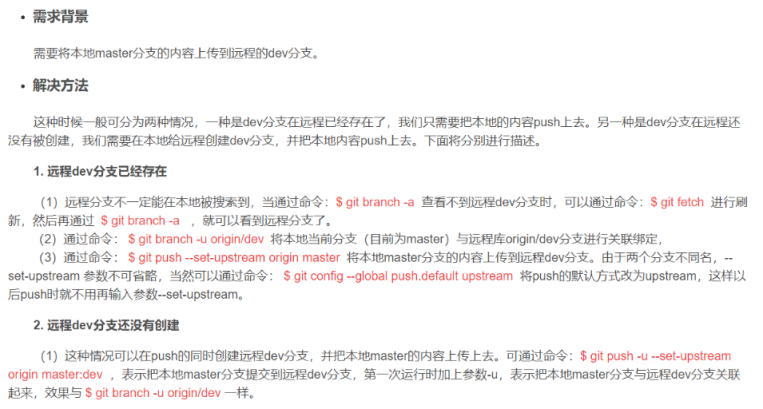 • 需求背景
需要将本地master分支的内容上传到远程的dev分支。
• 解决方法
这种时候一般可分为两种情况，一种是dev分支在远程已经存在了，我们只需要把本地的内容push上去。另一种是dev分支在远程还
没有被创建，我们需要在本地给远程创建dev分支，并把本地内容push上去。下面将分别进行描述。
1. 远程dev分支已经存在
（1）远程分支不一定能在本地被搜索到，当通过命令：$ git branch -a 查看不到远程dev分支时，可以通过命令：$ git fetch 进行刷
新，然后再通过 $ git branch -a ，就可以看到远程分支了。
（2）通过命令： $ git branch -u origin/dev 将本地当前分支（目前为master）与远程库origin/dev分支进行关联绑定，
（3）通过命令： $ git push --set-upstream origin master 将本地master分支的内容上传到远程dev分支。由于两个分支不同名，--
set-upstream 参数不可省略，当然可以通过命令： $ git config --global push.default upstream 将push的默认方式改为upstream，这样以
后push时就不用再输入参数--set-upstream。
2. 远程dev分支还没有创建
（1）这种情况可以在push的同时创建远程dev分支，并把本地master的内容上传上去。可通过命令：$ git push -u --set-upstream
origin master:dev ，表示把本地master分支提交到远程dev分支，第一次运行时加上参数-u，表示把本地master分支与远程dev分支关联
起来，效果与 $ git branch -u origin/dev 一样。